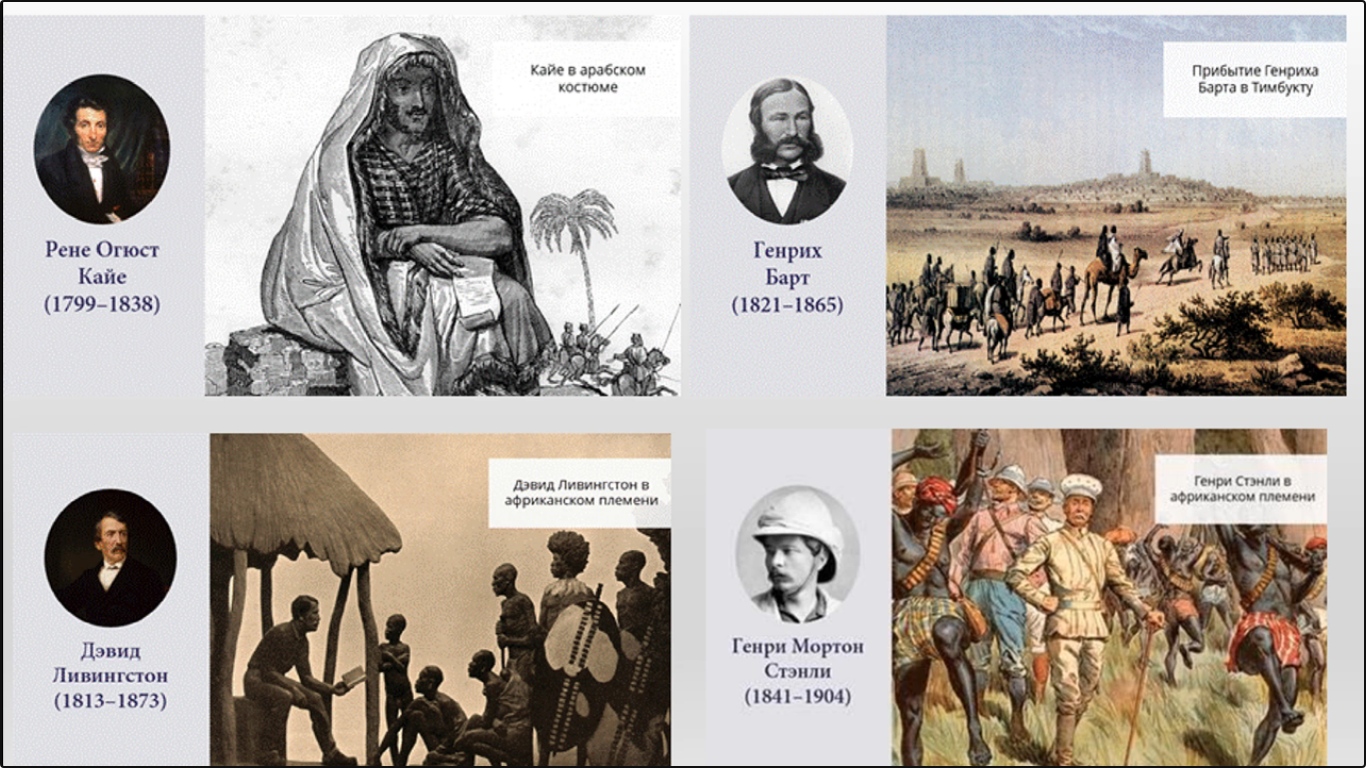 Рене Огюст
Кайе
(1799–1838)
Кайе в арабском
костюме
Генрих
Барт
(1821–1865)
Прибытие Генриха
Барта в Тимбукту
Дэвид
Ливингстон
(1813–1873)
Дэвид Ливингстон в
африканском племени
Генри Мортон
Стэнли
(1841–1904)
Генри Стэнли в
африканском племени